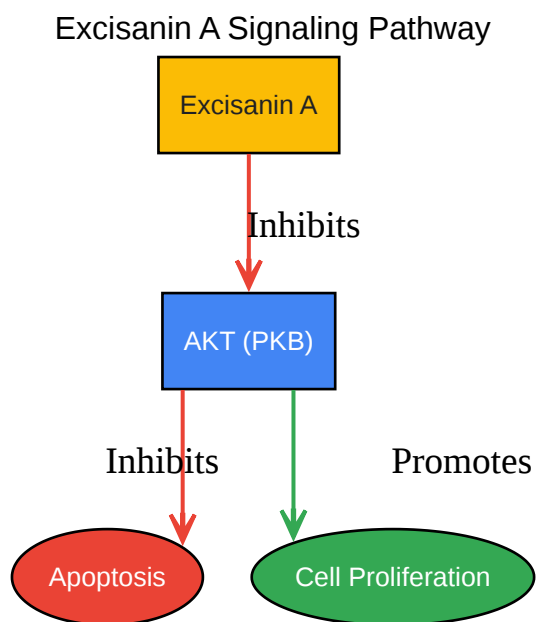 Excisanin A Signaling Pathway
Excisanin A
Inhibits
AKT (PKB)
Inhibits
Promotes
Apoptosis
Cell Proliferation